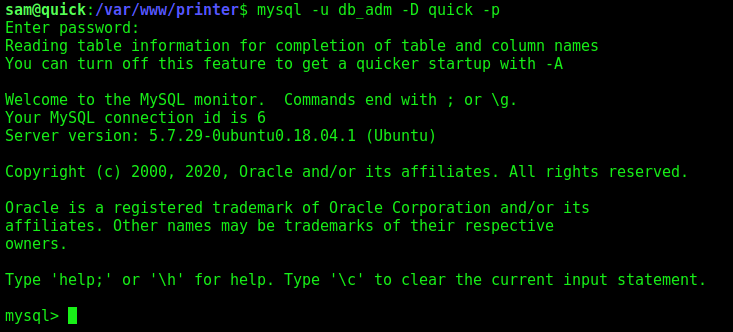 sam@quick:/var/www/printer$ mysql -u db_adm -D quick -p
Enter password:
Reading table information for completion of table and column names
You can turn off this feature to get a quicker startup with -A
Welcome to the MySQL monitor.  Commands end with ; or \g.
Your MySQL connection id is 6
Server version: 5.7.29-0ubuntu0.18.04.1 (Ubuntu)
Copyright (c) 2000, 2020, Oracle and/or its affiliates. All rights reserved.
Oracle is a registered trademark of Oracle Corporation and/or its
affiliates. Other names may be trademarks of their respective
owners.
Type 'help;' or '\h' for help. Type '\c' to clear the current input statement.
mysql>